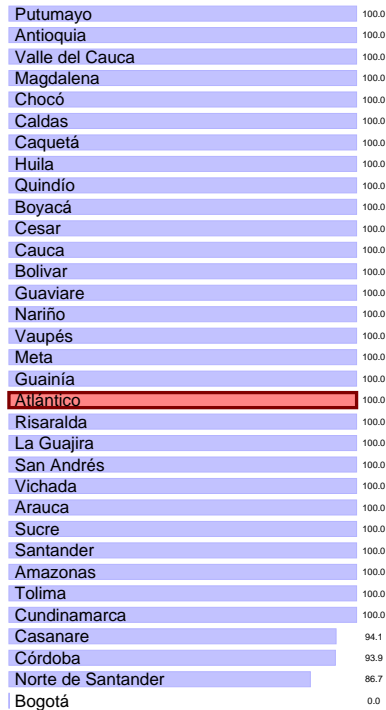 Putumayo 100.0
Antioquia 100.0
Valle del Cauca 100.0
Magdalena 100.0
Chocó 100.0
Caldas 100.0
Caquetá 100.0
Huila 100.0
Quindío 100.0
Boyacá 100.0
Cesar 100.0
Cauca 100.0
Bolivar 100.0
Guaviare 100.0
Nariño 100.0
Vaupés 100.0
Meta 100.0
Guainía 100.0
Atlántico 100.0
Risaralda 100.0
La Guajira 100.0
San Andrés 100.0
Vichada 100.0
Arauca 100.0
Sucre 100.0
Santander 100.0
Amazonas 100.0
Tolima 100.0
Cundinamarca 100.0
Casanare 94.1
Córdoba 93.9
Norte de Santander 86.7
Bogotá 0.0